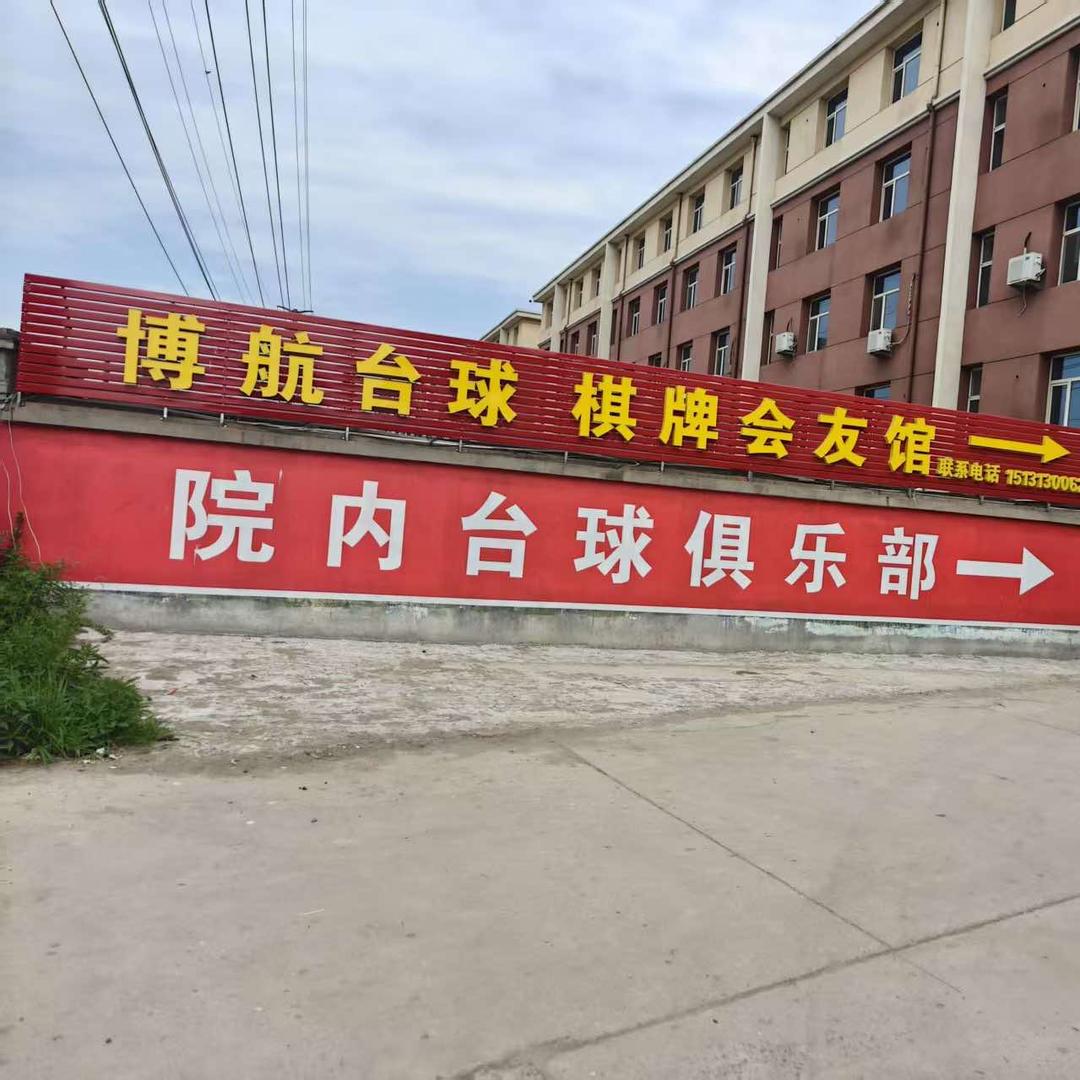 博航台球 棋牌会友馆
联系电话 15131300
院内台球俱乐部